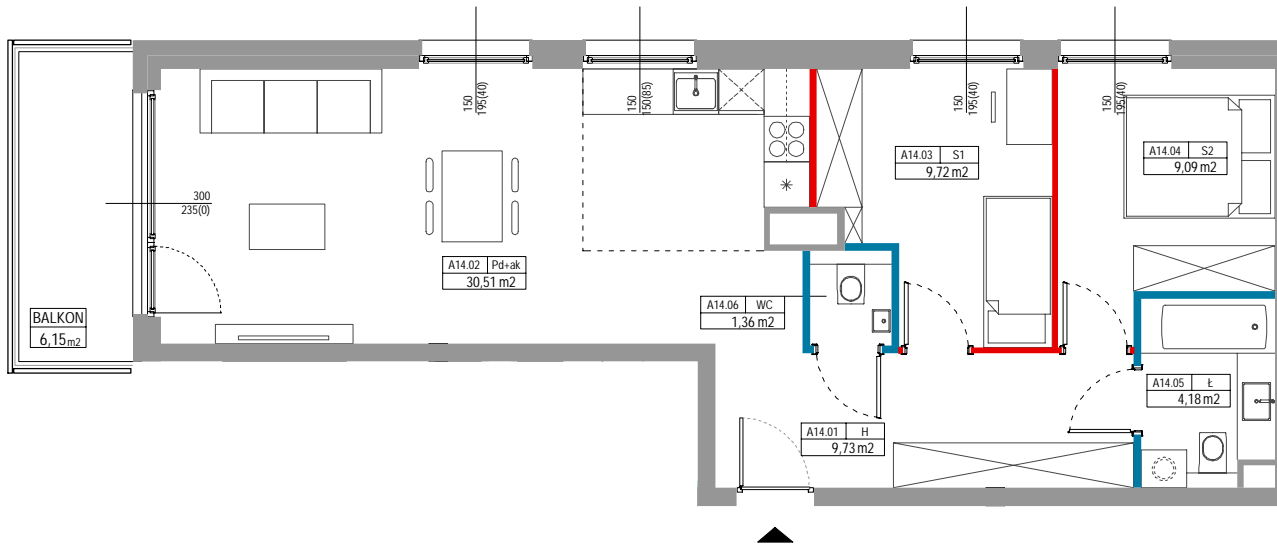 150
195(40)
150
150(85)
150
195(40)
150
195(40)
A14.03 S1
9,72 m2
A14.04 S2
9,09 m2
300
235(0)
A14.02 Pd+ak
30,51 m2
A14.06 WC
1,36 m2
BALKON
6,15 m2
A14.05 Ł
4,18 m2
A14.01 H
9,73 m2